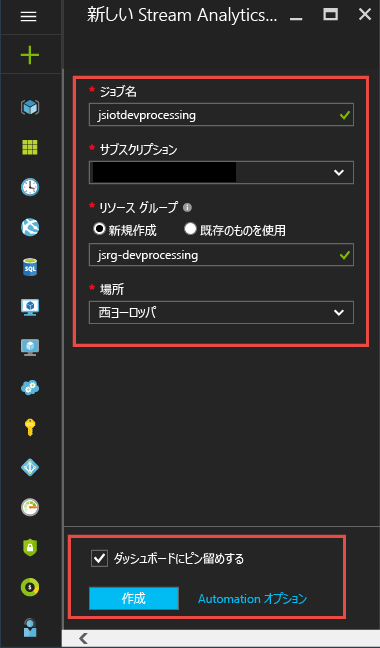 新しい Stream Analytics...
* ジョブ名
jsiotdevprocessing
* サブスクリプション
* リソース グループ
新規作成 既存のものを使用
jsrg-devprocessing
* 場所
西ヨーロッパ
ダッシュボードにピン留めする
作成 Automation オプション